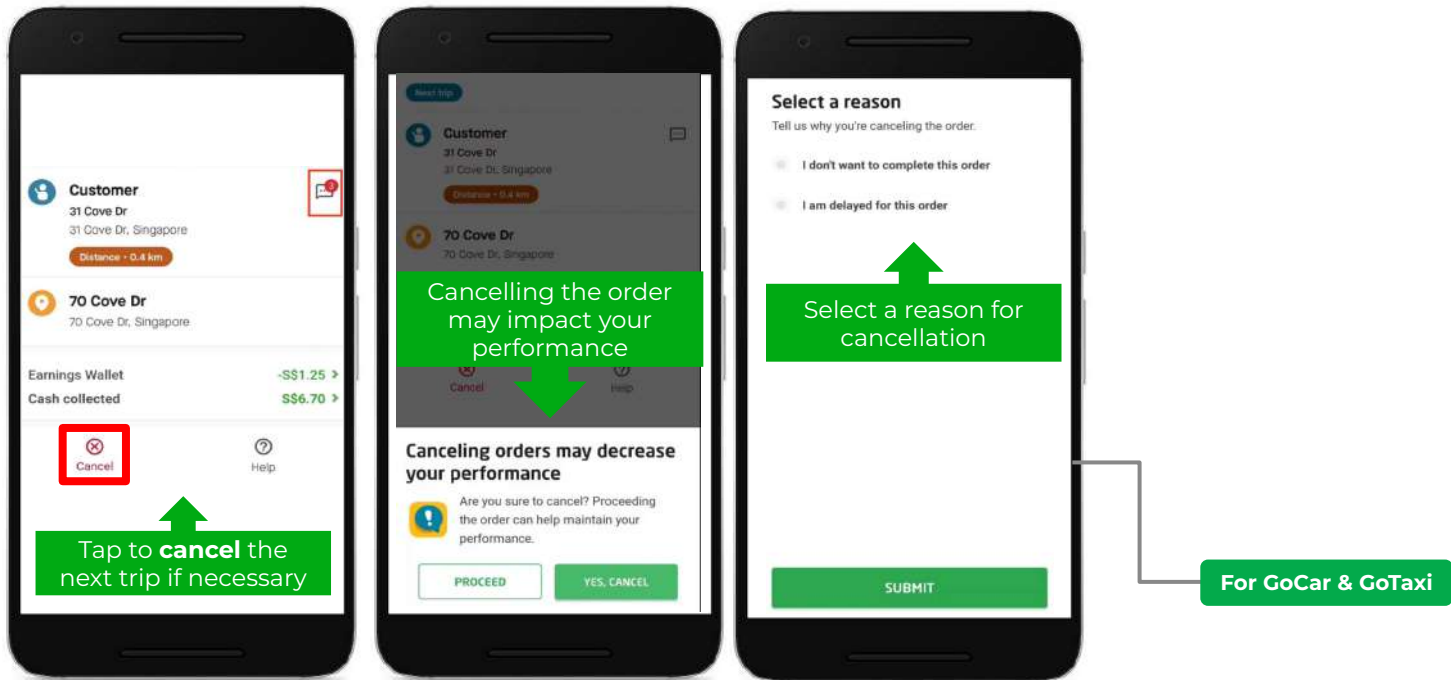 Customer
31 Cove Dr
31 Cove Dr, Singapore
Distance • 0.4 km
3
70 Cove Dr
70 Cove Dr, Singapore
Earnings Wallet
-S$1.25 >
Cash collected
S$6.70 >
Cancel
Help
Tap to cancel the
next trip if necessary
Next trip
Customer
31 Cove Dr
31 Cove Dr, Singapore
Distance • 0.4 km
70 Cove Dr
70 Cove Dr, Singapore
Cancelling the order
may impact your
performance
Cancel
Help
Canceling orders may decrease
your performance
Are you sure to cancel? Proceeding
the order can help maintain your
performance.
PROCEED
YES, CANCEL
Select a reason
Tell us why you're canceling the order.
I don't want to complete this order
I am delayed for this order
Select a reason for
cancellation
SUBMIT
For GoCar & GoTaxi